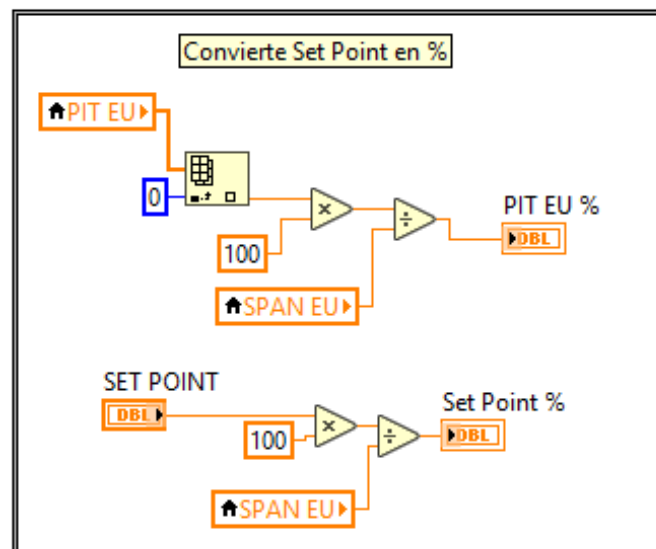 Convierte Set Point en %
PIT EU
0
100
PIT EU %
DBL
SPAN EU
SET POINT
DBL
100
Set Point %
DBL
SPAN EU